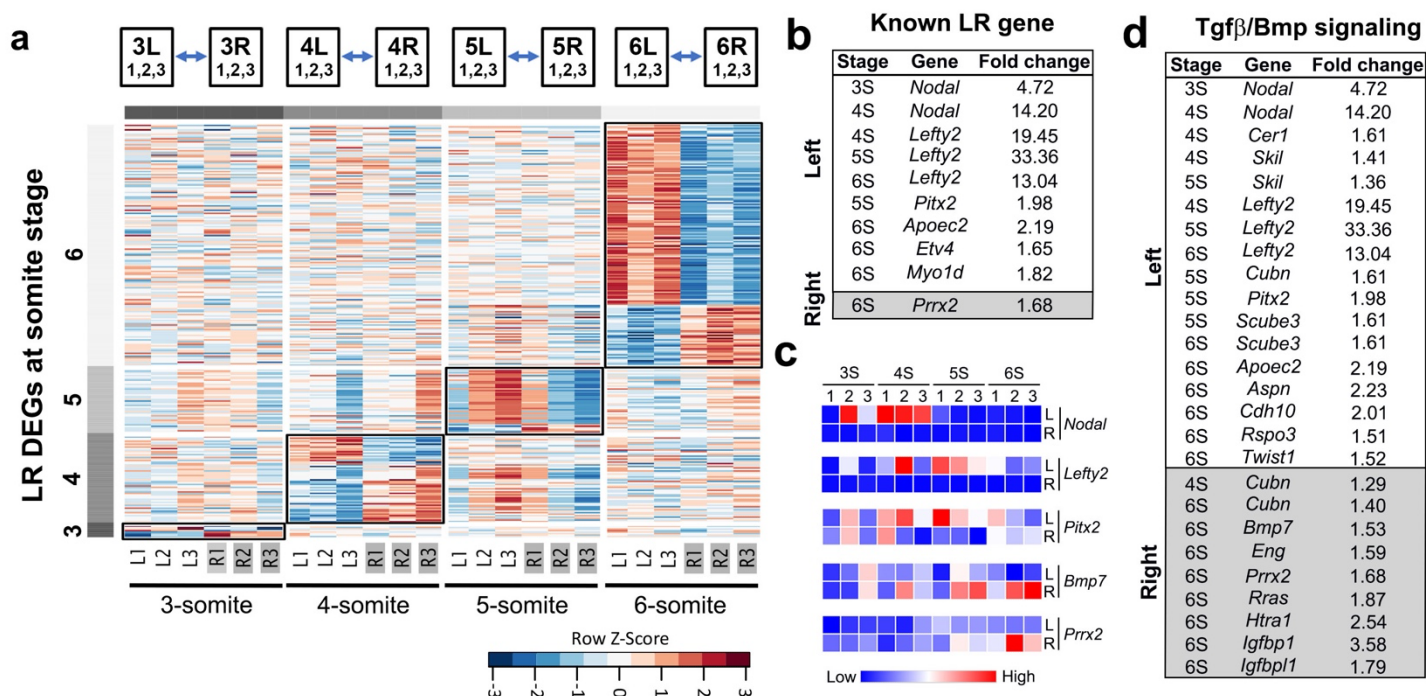 a
3L 3R 4L 4R 5L 5R 6L 6R
1,2,3 1,2,3 1,2,3 1,2,3 1,2,3 1,2,3 1,2,3 1,2,3
LR DEGs at somite stage
6
5
4
3
L1 L2 L3 R1 R2 R3 L1 L2 L3 R1 R2 R3 L1 L2 L3 R1 R2 R3 L1 L2 L3 R1 R2 R3
3-somite 4-somite 5-somite 6-somite
Row Z-Score
-3 -2 -1 0 1 2 3
b
Known LR gene
Stage Gene Fold change
Left
3S Nodal 4.72
4S Nodal 14.20
4S Lefty2 19.45
5S Lefty2 33.36
6S Lefty2 13.04
5S Pitx2 1.98
6S Apoec2 2.19
6S Etv4 1.65
6S Myo1d 1.82
Right
6S Prrx2 1.68
c
3S 4S 5S 6S
1 2 3 1 2 3 1 2 3 1 2 3
L
R
Nodal
L
R
Lefty2
L
R
Pitx2
L
R
Bmp7
L
R
Prrx2
Low High
d
Tgfβ/Bmp signaling
Stage Gene Fold change
Left
3S Nodal 4.72
4S Nodal 14.20
4S Cer1 1.61
4S Skil 1.41
5S Skil 1.36
4S Lefty2 19.45
5S Lefty2 33.36
6S Lefty2 13.04
5S Cubn 1.61
5S Pitx2 1.98
5S Scube3 1.61
6S Scube3 1.61
6S Apoec2 2.19
6S Aspn 2.23
6S Cdh10 2.01
6S Rspo3 1.51
6S Twist1 1.52
Right
4S Cubn 1.29
6S Cubn 1.40
6S Bmp7 1.53
6S Eng 1.59
6S Prrx2 1.68
6S Rras 1.87
6S Htra1 2.54
6S Igfbp1 3.58
6S Igfbpl1 1.79